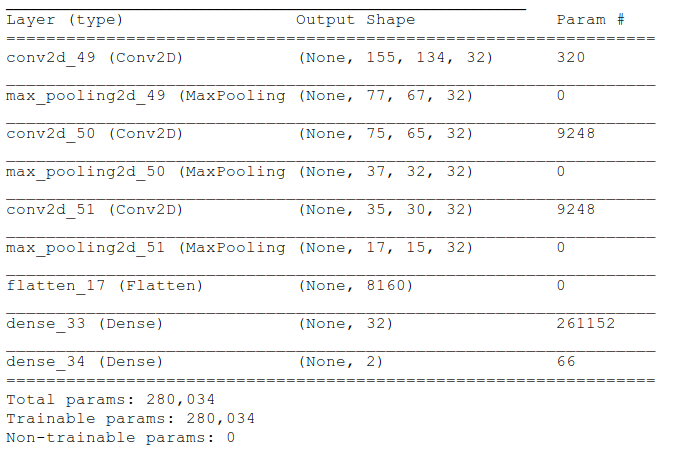 Layer (type) Output Shape Param #
conv2d_49 (Conv2D) (None, 155, 134, 32) 320
max_pooling2d_49 (MaxPooling (None, 77, 67, 32) 0
conv2d_50 (Conv2D) (None, 75, 65, 32) 9248
max_pooling2d_50 (MaxPooling (None, 37, 32, 32) 0
conv2d_51 (Conv2D) (None, 35, 30, 32) 9248
max_pooling2d_51 (MaxPooling (None, 17, 15, 32) 0
flatten_17 (Flatten) (None, 8160) 0
dense_33 (Dense) (None, 32) 261152
dense_34 (Dense) (None, 2) 66
Total params: 280,034
Trainable params: 280,034
Non-trainable params: 0